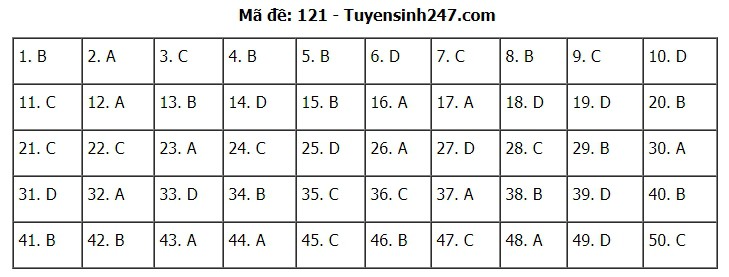 Mã đề: 121 - Tuyensinh247.com
1. B 2. A 3. C 4. B 5. B 6. D 7. C 8. B 9. C 10. D
11. C 12. A 13. B 14. D 15. B 16. A 17. A 18. D 19. D 20. B
21. C 22. C 23. A 24. C 25. D 26. A 27. D 28. C 29. B 30. A
31. D 32. A 33. D 34. B 35. C 36. C 37. A 38. B 39. D 40. B
41. B 42. B 43. A 44. A 45. C 46. B 47. C 48. A 49. D 50. C